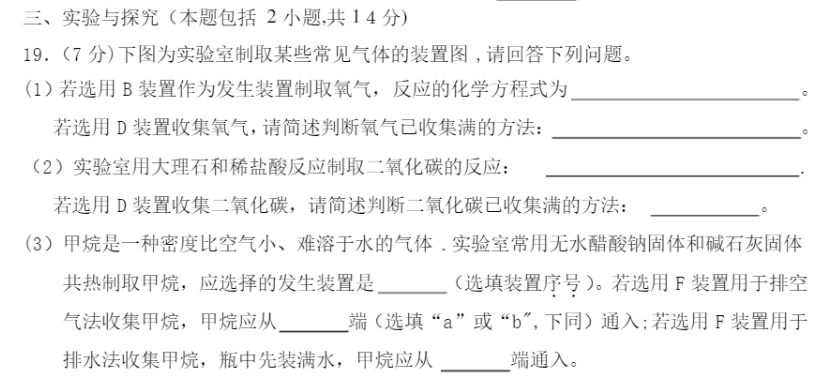 三、实验与探究（本题包括 2 小题,共 14 分)
19.（7 分)下图为实验室制取某些常见气体的装置图 ,请回答下列问题。
(1) 若选用 B 装置作为发生装置制取氧气，反应的化学方程式为____________________。
若选用 D 装置收集氧气,请简述判断氧气已收集满的方法：____________________。
（2）实验室用大理石和稀盐酸反应制取二氧化碳的反应： ____________________.
若选用 D 装置收集二氧化碳，请简述判断二氧化碳已收集满的方法： __________。
(3）甲烷是一种密度比空气小、难溶于水的气体 . 实验室常用无水醋酸钠固体和碱石灰固体
共热制取甲烷，应选择的发生装置是______（选填装置序号）。若选用 F 装置用于排空
气法收集甲烷，甲烷应从______端（选填“a”或“b",下同）通入;若选用 F 装置用于
排水法收集甲烷，瓶中先装满水，甲烷应从 ______端通入。